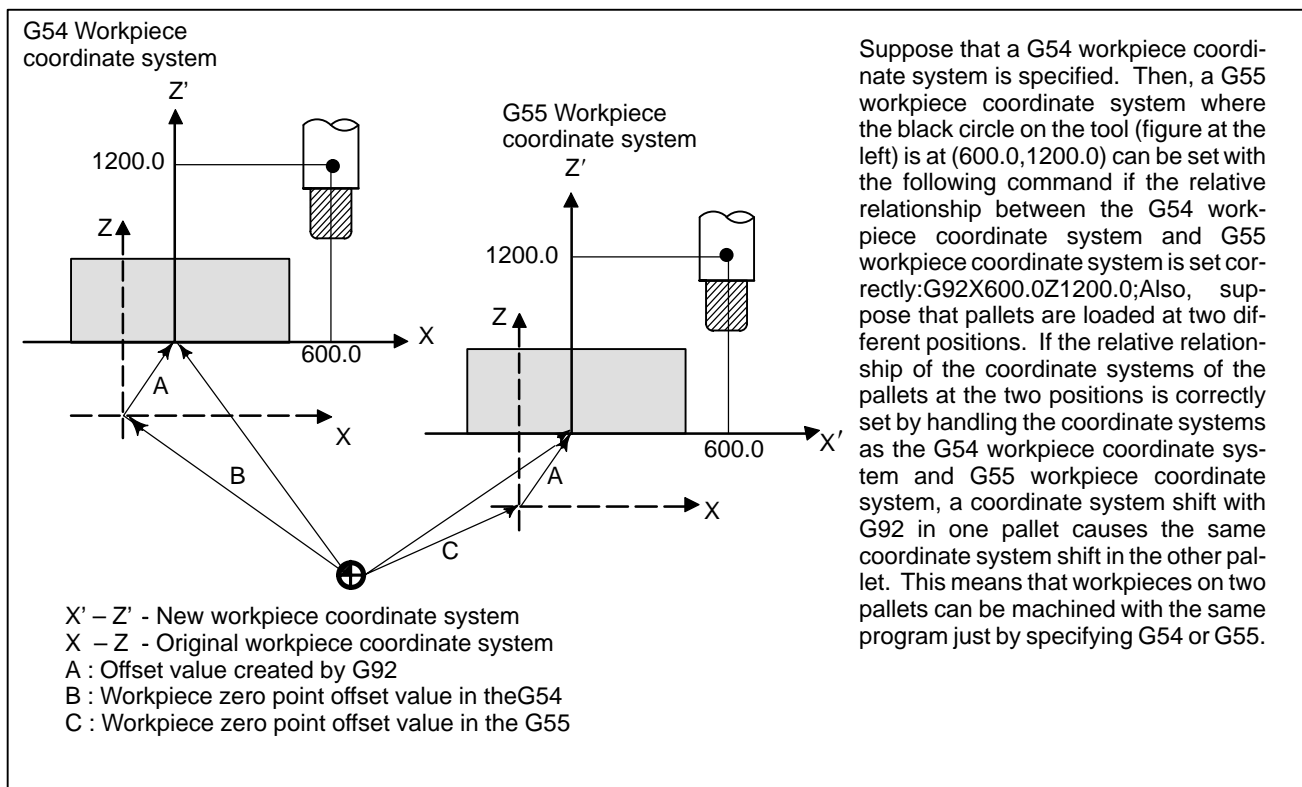 G54 Workpiece
coordinate system
Z’
1200.0
Z
X
600.0
A
X
B
G55 Workpiece
coordinate system
Z′
1200.0
Z
X′
600.0
A
X
C
X’ – Z’ - New workpiece coordinate system
X – Z - Original workpiece coordinate system
A : Offset value created by G92
B : Workpiece zero point offset value in theG54
C : Workpiece zero point offset value in the G55
Suppose that a G54 workpiece coordi-
nate system is specified. Then, a G55
workpiece coordinate system where
the black circle on the tool (figure at the
left) is at (600.0,1200.0) can be set with
the following command if the relative
relationship between the G54 work-
piece coordinate system and G55
workpiece coordinate system is set cor-
rectly:G92X600.0Z1200.0;Also, sup-
pose that pallets are loaded at two dif-
ferent positions. If the relative relation-
ship of the coordinate systems of the
pallets at the two positions is correctly
set by handling the coordinate systems
as the G54 workpiece coordinate sys-
tem and G55 workpiece coordinate
system, a coordinate system shift with
G92 in one pallet causes the same
coordinate system shift in the other pal-
let. This means that workpieces on two
pallets can be machined with the same
program just by specifying G54 or G55.